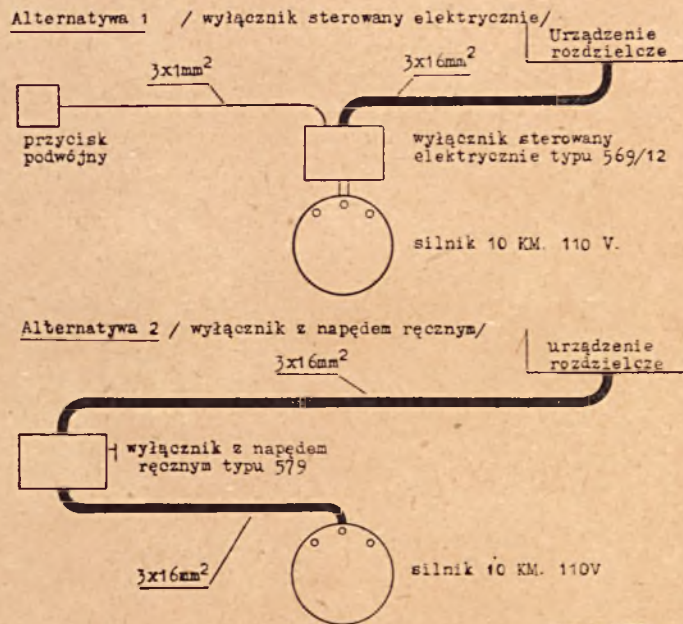 Alternatywa 1 / wyłącznik sterowany elektrycznie/
Urządzenie
rozdzielcze
3x1mm²
3x16mm²
przycisk
podwójny
wyłącznik sterowany
elektrycznie typu 569/12
silnik 10 KM. 110 V.
Alternatywa 2 / wyłącznik z napędem ręcznym/
urządzenie
rozdzielcze
3x16mm²
wyłącznik z napędem
ręcznym typu 579
3x16mm²
silnik 10 KM. 110V